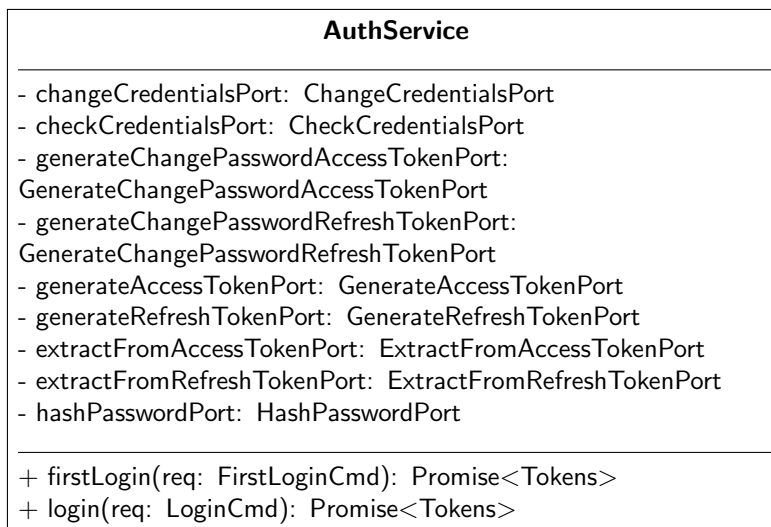 AuthService
- changeCredentialsPort: ChangeCredentialsPort
- checkCredentialsPort: CheckCredentialsPort
- generateChangePasswordAccessTokenPort:
GenerateChangePasswordAccessTokenPort
- generateChangePasswordRefreshTokenPort:
GenerateChangePasswordRefreshTokenPort
- generateAccessTokenPort: GenerateAccessTokenPort
- generateRefreshTokenPort: GenerateRefreshTokenPort
- extractFromAccessTokenPort: ExtractFromAccessTokenPort
- extractFromRefreshTokenPort: ExtractFromRefreshTokenPort
- hashPasswordPort: HashPasswordPort
+ firstLogin(req: FirstLoginCmd): Promise<Tokens>
+ login(req: LoginCmd): Promise<Tokens>